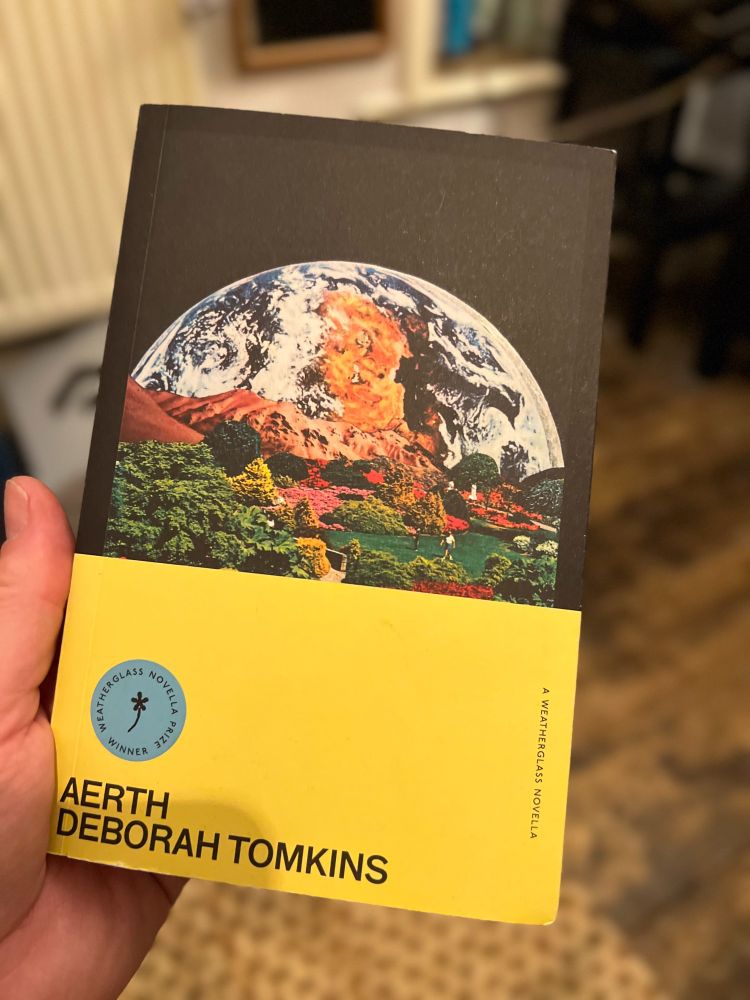 WEATHERGLASS NOVELLA PRIZE
WINNER
AERTH
DEBORAH TOMKINS
A WEATHERGLASS NOVELLA